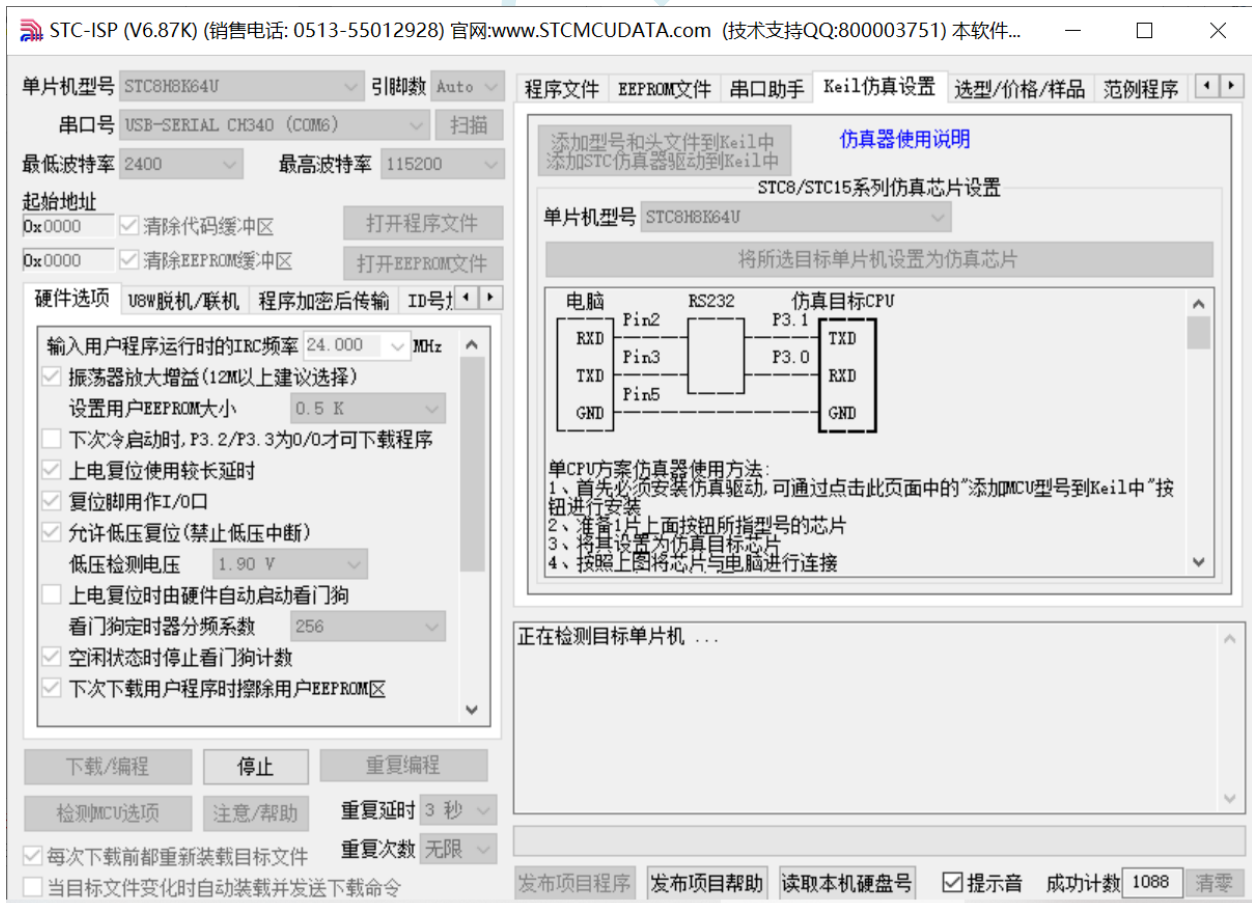 STC-ISP (V6.87K) (销售电话: 0513-55012928) 官网:www.STCMCUDATA.com (技术支持QQ:800003751) 本软件...
单片机型号 STC8H8K64U 引脚数 Auto
串口号 USB-SERIAL CH340 (COM6) 扫描
最低波特率 2400 最高波特率 115200
起始地址
0x0000 清除代码缓冲区 打开程序文件
0x0000 清除EEPROM缓冲区 打开EEPROM文件
硬件选项 U8W脱机/联机 程序加密后传输 ID号
输入用户程序运行时的IRC频率 24.000 MHz
振荡器放大增益(12M以上建议选择)
设置用户EEPROM大小 0.5 K
下次冷启动时,P3.2/P3.3为0/0才可下载程序
上电复位使用较长延时
复位脚用作I/O口
允许低压复位(禁止低压中断)
低压检测电压 1.90 V
上电复位时由硬件自动启动看门狗
看门狗定时器分频系数 256
空闲状态时停止看门狗计数
下次下载用户程序时擦除用户EEPROM区
下载/编程 停止 重复编程
检测MCU选项 注意/帮助 重复延时 3 秒
每次下载前都重新装载目标文件 重复次数 无限
当目标文件变化时自动装载并发送下载命令
程序文件 EEPROM文件 串口助手 Keil仿真设置 选型/价格/样品 范例程序
添加型号和头文件到Keil中
添加STC仿真器驱动到Keil中
仿真器使用说明
STC8/STC15系列仿真芯片设置
单片机型号 STC8H8K64U
将所选目标单片机设置为仿真芯片
电脑 RS232 仿真目标CPU
Pin2 P3.1
RXD TXD
Pin3 P3.0
TXD RXD
Pin5
GND GND
单CPU方案仿真器使用方法:
1、首先必须安装仿真驱动,可通过点击此页面中的"添加MCU型号到Keil中"按
钮进行安装
2、准备1片上面按钮所指型号的芯片
3、将其设置为仿真目标芯片
4、按照上图将芯片与电脑进行连接
正在检测目标单片机 ...
发布项目程序 发布项目帮助 读取本机硬盘号 提示音 成功计数 1088 清零